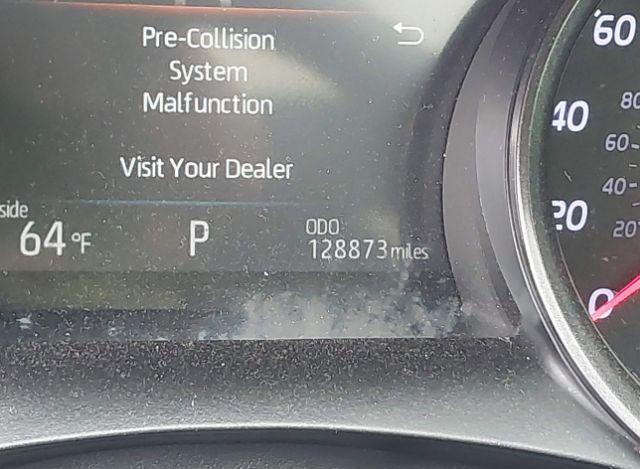 Pre-Collision
System
Malfunction
Visit Your Dealer
side
64°F
P
ODO
128873 miles
60
40
20
0
80
60
40
20